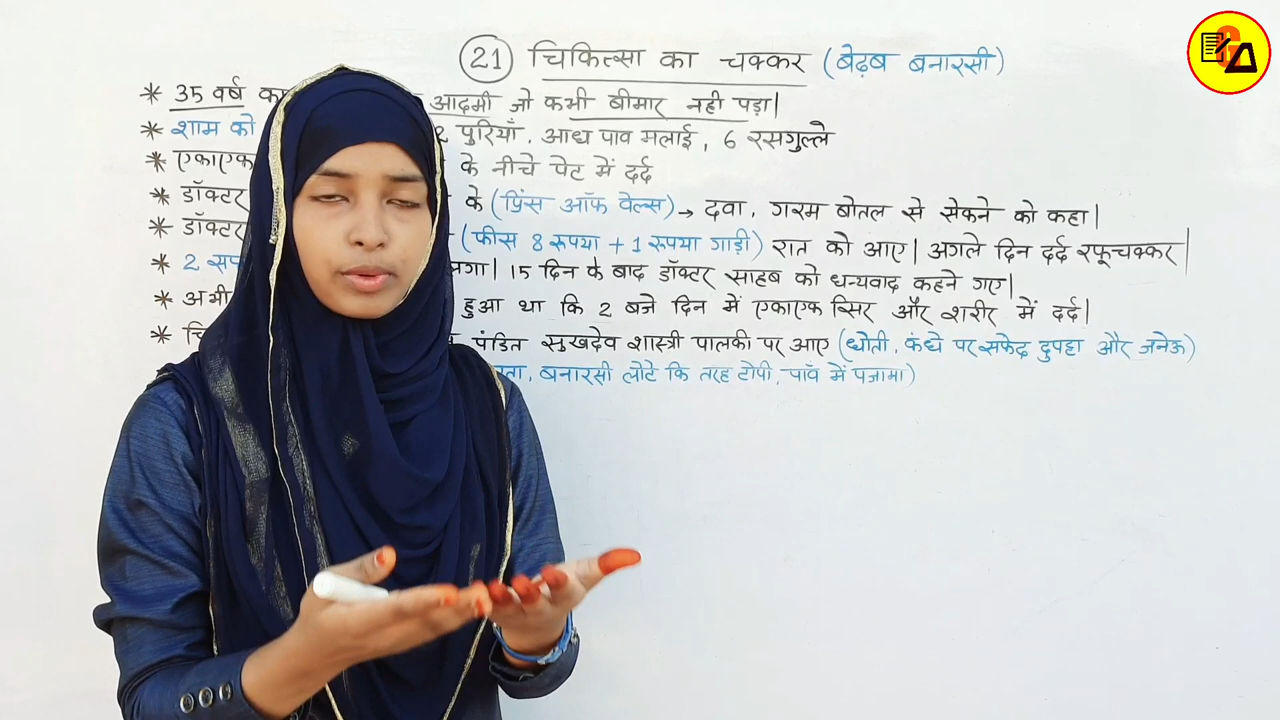 21 चिकित्सा का चक्कर (बेढ़ब बनारसी)
* 35 वर्ष का आदमी जो कभी बीमार नही पड़ा|
* शाम को पुरियाँ, आध पाव मलाई, 6 रसगुल्ले
* एकाएक के नीचे पेट में दर्द
* डॉक्टर के (प्रिंस ऑफ वेल्स) → दवा, गरम बोतल से सेकने को कहा|
* डॉक्टर (फीस 8 रूपया + 1 रूपया गाड़ी) रात को आए| अगले दिन दर्द रफूचक्कर|
* 2 लगा| 15 दिन के बाद डॉक्टर साहब को धन्यवाद कहने गए|
* अभी हुआ था कि 2 बजे दिन में एकाएक सिर और शरीर में दर्द|
* पंडित सुखदेव शास्त्री पालकी पर आए (धोती, कंधे पर सफेद दुपट्टा और जनेऊ)
बनारसी लोटे कि तरह टोपी, पाँव में पजामा)